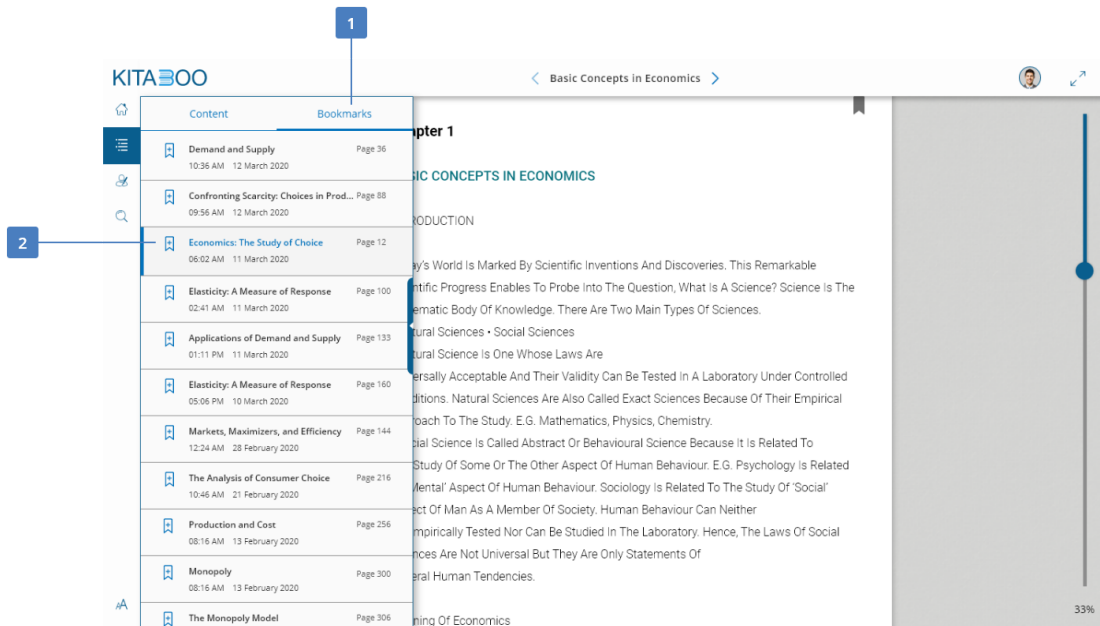 1
KITABOO
Basic Concepts in Economics
Content Bookmarks
Demand and Supply Page 36
10:36 AM 12 March 2020
Confronting Scarcity: Choices in Prod... Page 88
09:56 AM 12 March 2020
2
Economics: The Study of Choice Page 12
06:02 AM 11 March 2020
Elasticity: A Measure of Response Page 100
02:41 AM 11 March 2020
Applications of Demand and Supply Page 133
01:11 PM 11 March 2020
Elasticity: A Measure of Response Page 160
05:06 PM 10 March 2020
Markets, Maximizers, and Efficiency Page 144
12:24 AM 28 February 2020
The Analysis of Consumer Choice Page 216
10:46 AM 21 February 2020
Production and Cost Page 256
08:16 AM 13 February 2020
Monopoly Page 300
08:16 AM 13 February 2020
The Monopoly Model Page 306
AA
apter 1
SIC CONCEPTS IN ECONOMICS
RODUCTION
ay's World Is Marked By Scientific Inventions And Discoveries. This Remarkable
ntific Progress Enables To Probe Into The Question, What Is A Science? Science Is The
ematic Body Of Knowledge. There Are Two Main Types Of Sciences.
tural Sciences • Social Sciences
tural Science Is One Whose Laws Are
ersally Acceptable And Their Validity Can Be Tested In A Laboratory Under Controlled
ditions. Natural Sciences Are Also Called Exact Sciences Because Of Their Empirical
roach To The Study. E.G. Mathematics, Physics, Chemistry.
cial Science Is Called Abstract Or Behavioural Science Because It Is Related To
Study Of Some Or The Other Aspect Of Human Behaviour. E.G. Psychology Is Related
Mental' Aspect Of Human Behaviour. Sociology Is Related To The Study Of 'Social'
ect Of Man As A Member Of Society. Human Behaviour Can Neither
mpirically Tested Nor Can Be Studied In The Laboratory. Hence, The Laws Of Social
nces Are Not Universal But They Are Only Statements Of
eral Human Tendencies.
ning Of Economics
33%